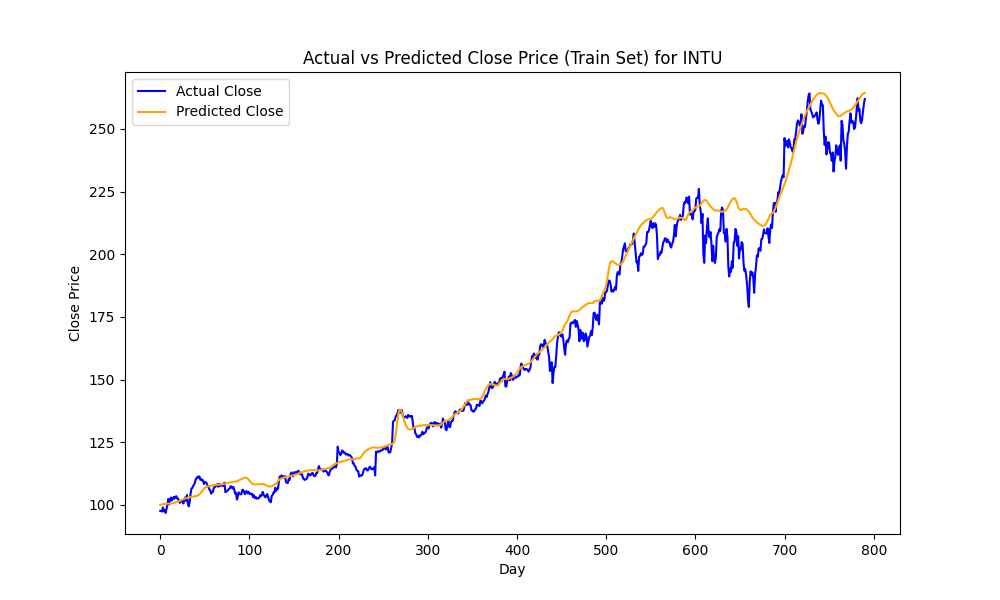 Actual vs Predicted Close Price (Train Set) for INTU
Actual Close
Predicted Close
Close Price
250
225
200
175
150
125
100
0 100 200 300 400 500 600 700 800
Day